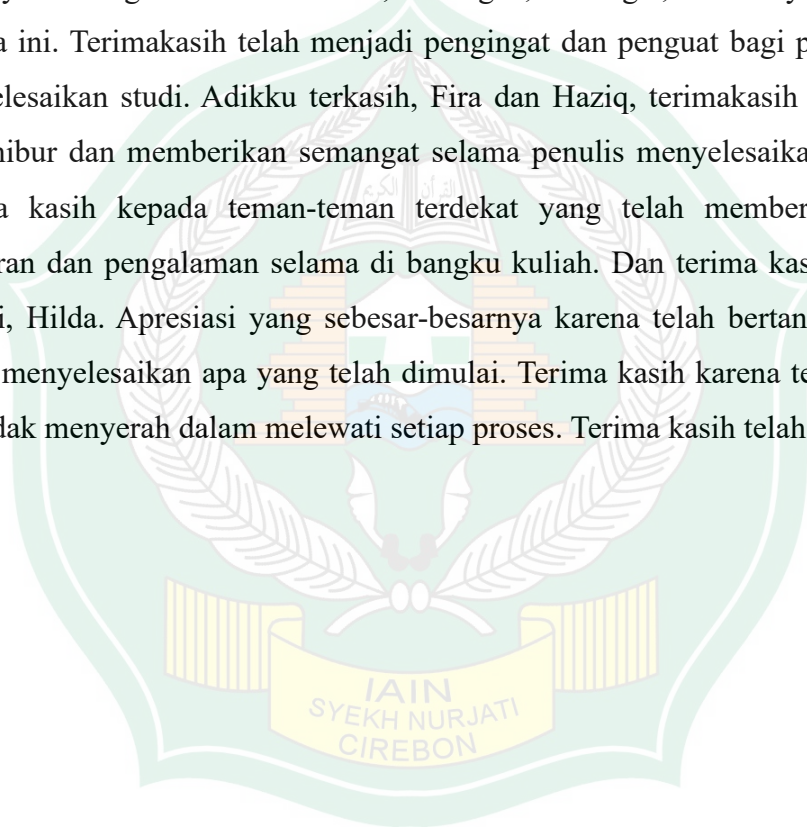 a ini. Terimakasih telah menjadi pengingat dan penguat bagi p
elesaikan studi. Adikku terkasih, Fira dan Haziq, terimakasih
hibur dan memberikan semangat selama penulis menyelesaika
a kasih kepada teman-teman terdekat yang telah member
ran dan pengalaman selama di bangku kuliah. Dan terima kas
i, Hilda. Apresiasi yang sebesar-besarnya karena telah bertan
menyelesaikan apa yang telah dimulai. Terima kasih karena te
dak menyerah dalam melewati setiap proses. Terima kasih telah
القرآن الكريم
IAIN
SYEKH NURJATI
CIREBON